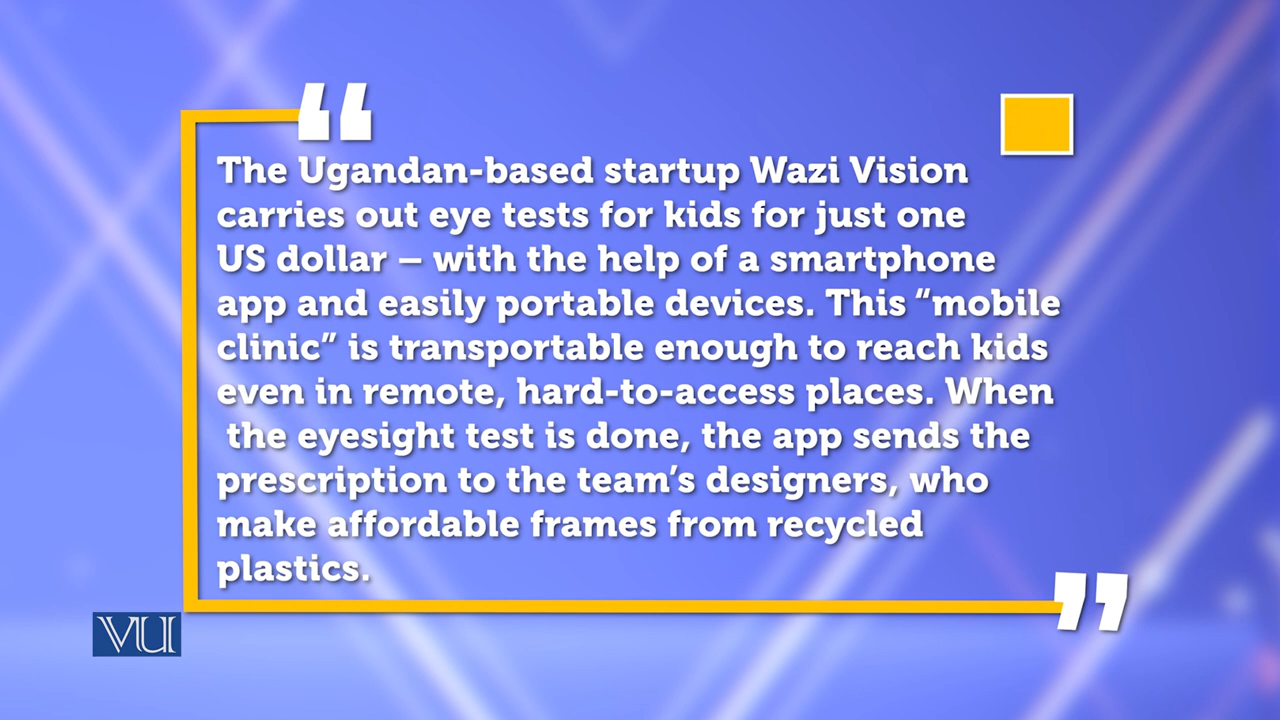 “
The Ugandan-based startup Wazi Vision
carries out eye tests for kids for just one
US dollar – with the help of a smartphone
app and easily portable devices. This “mobile
clinic” is transportable enough to reach kids
even in remote, hard-to-access places. When
the eyesight test is done, the app sends the
prescription to the team’s designers, who
make affordable frames from recycled
plastics.
”
VU